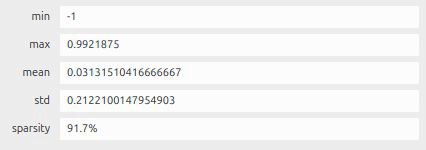 min -1
max 0.9921875
mean 0.03131510416666667
std 0.2122100147954903
sparsity 91.7%